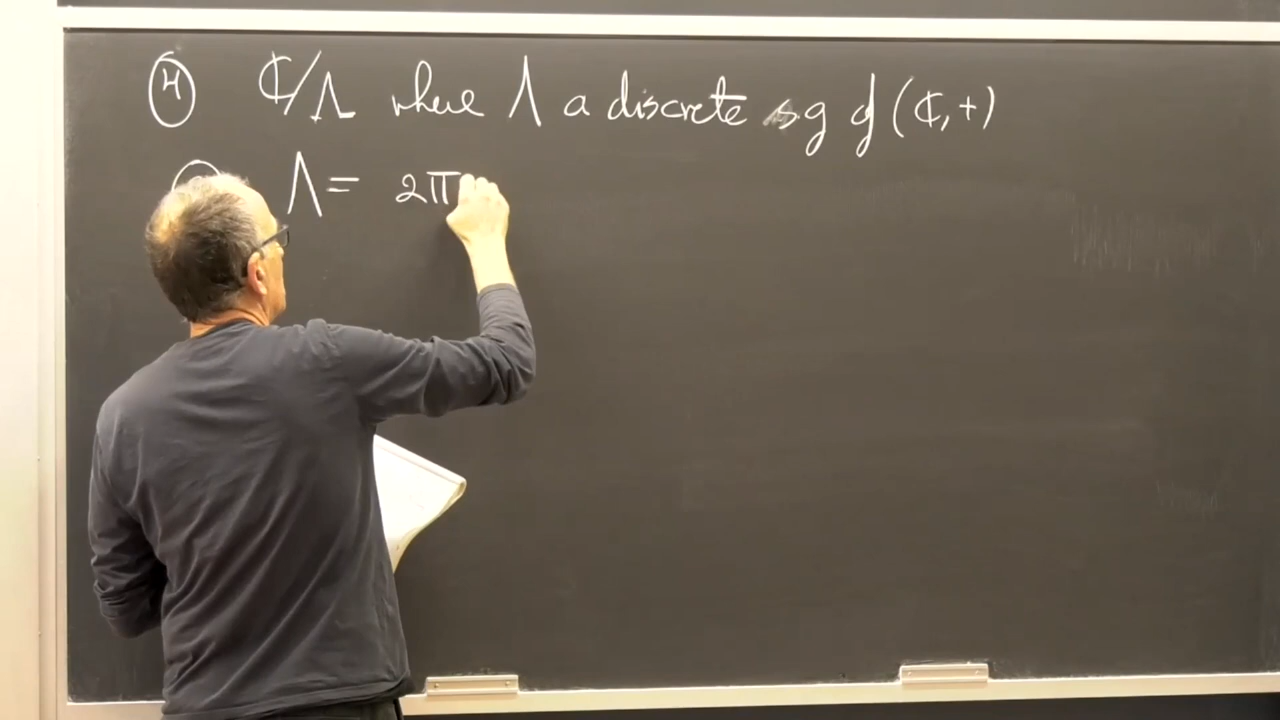 ④ ℂ/Λ where Λ a discrete sg of (ℂ,+)
Λ = 2π